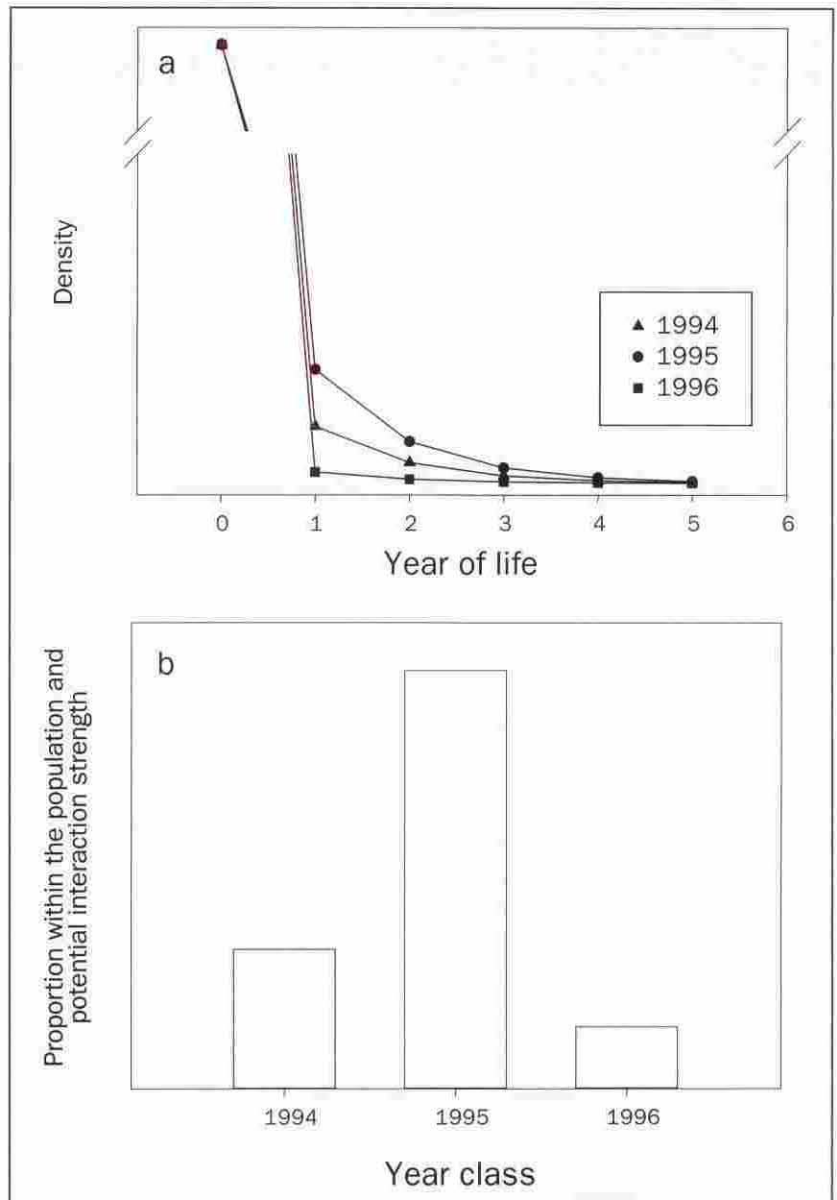 a
Density
1994
1995
1996
0 1 2 3 4 5 6
Year of life
b
Proportion within the population and
potential interaction strength
1994 1995 1996
Year class